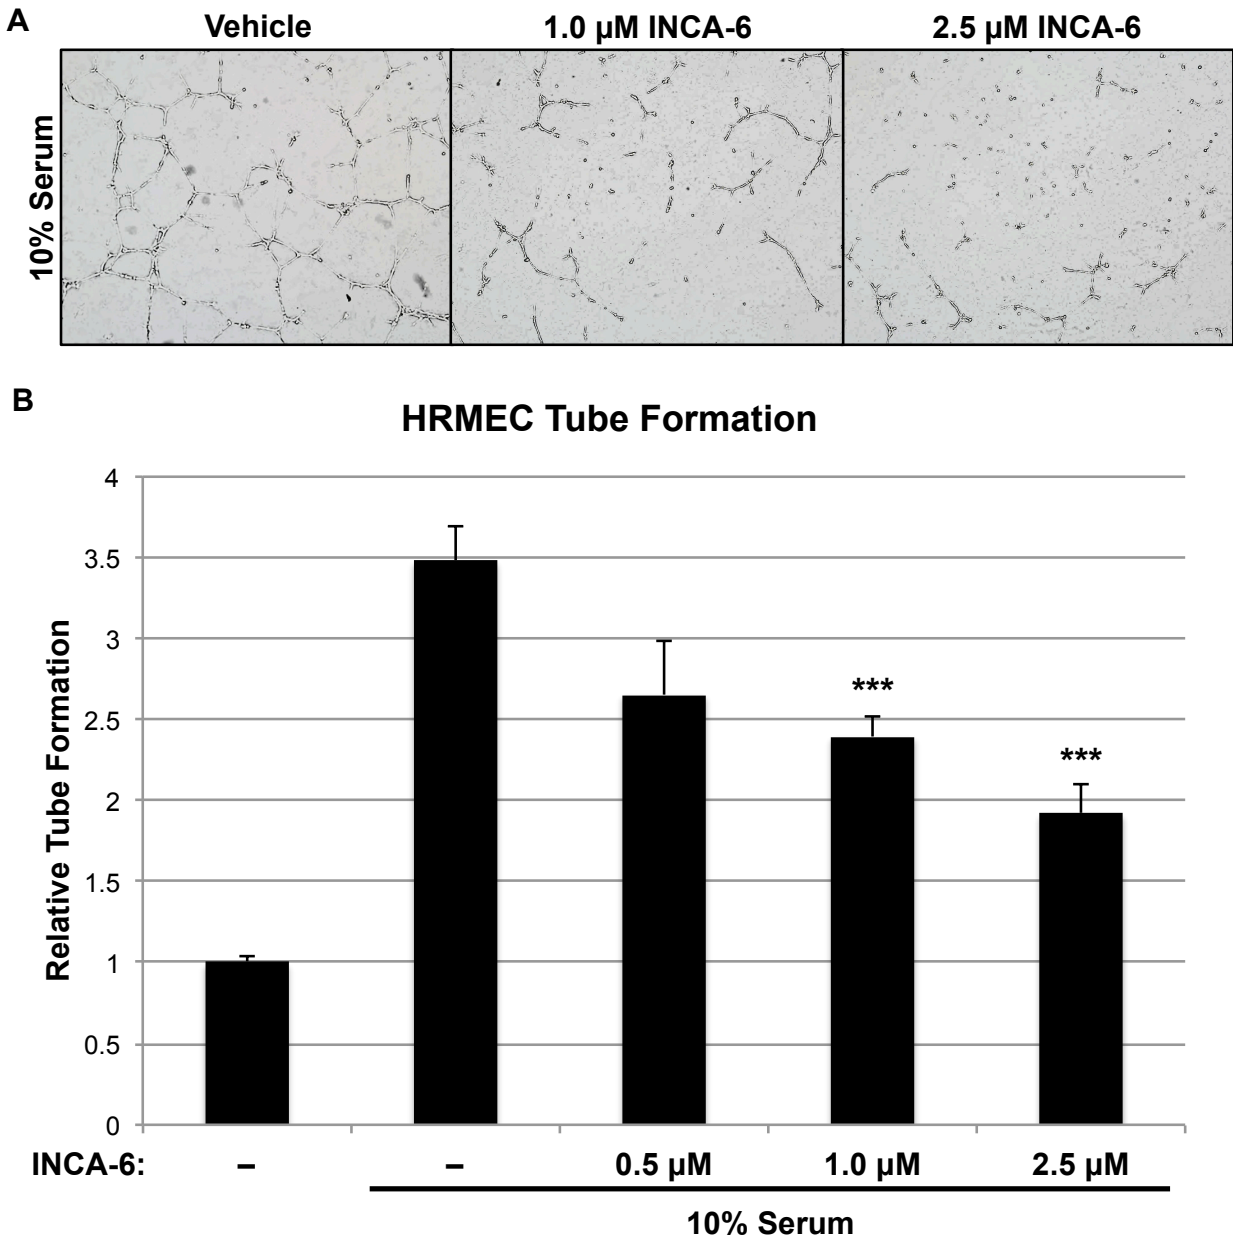 A
Vehicle
1.0 µM INCA-6
2.5 µM INCA-6
10% Serum
B
HRMEC Tube Formation
Relative Tube Formation
4
3.5
3
2.5
2
1.5
1
0.5
0
***
***
INCA-6: – – 0.5 µM 1.0 µM 2.5 µM
10% Serum